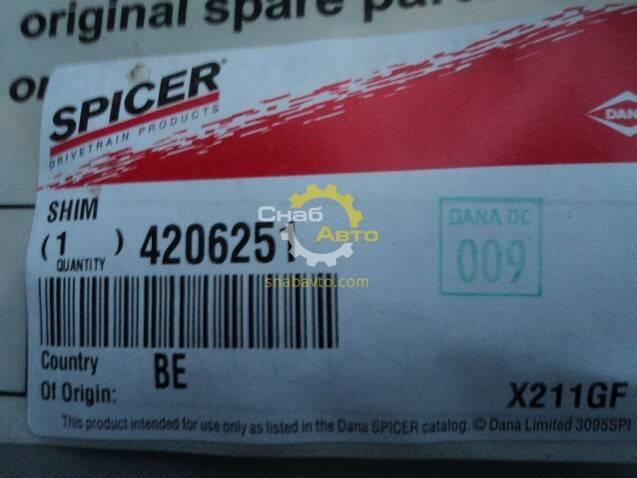 original spare par
or
SPICER®
DRIVETRAIN PRODUCTS
DANA
SHIM
( 1 ) 4206251
QUANTITY
Снаб
Авто
snabavto.com
DANA DC
009
Country
Of Origin:
BE
X211GF
This product intended for use only as listed in the Dana SPICER catalog. © Dana Limited 3095SPI